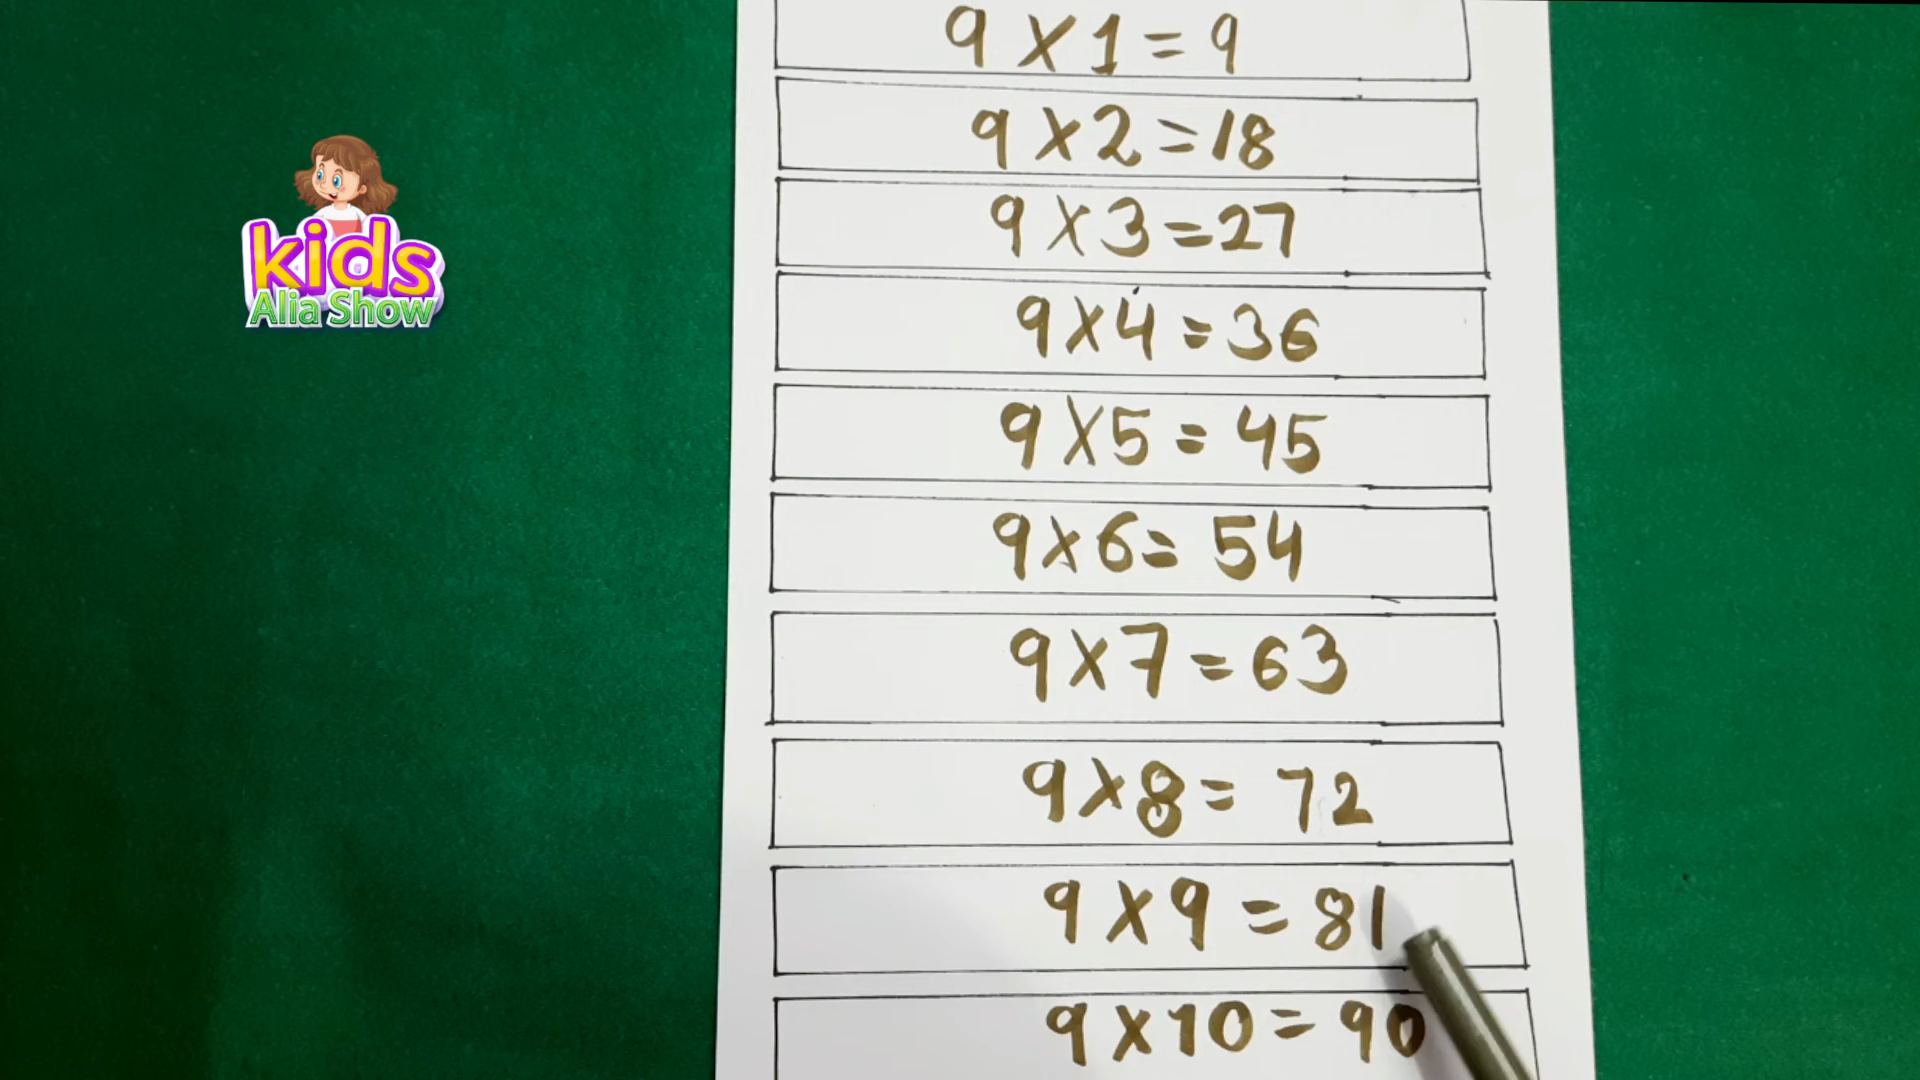 9 X 1 = 9
9 X 2 = 18
9 X 3 = 27
9 X 4 = 36
9 X 5 = 45
9 X 6 = 54
9 X 7 = 63
9 X 8 = 72
9 X 9 = 81
9 X 10 = 90
kids
Alia Show